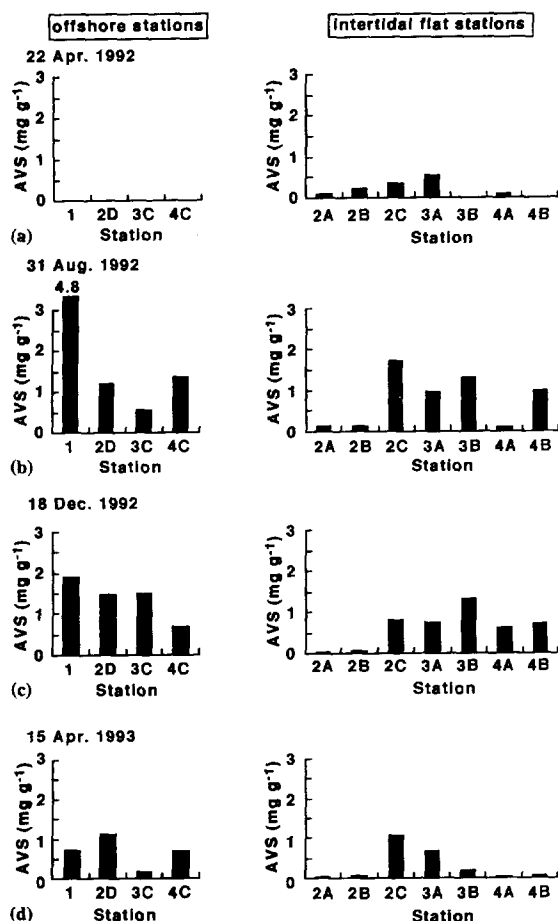 offshore stations
intertidal flat stations
22 Apr. 1992
AVS (mg g-1)
3
2
1
0
1 2D 3C 4C
Station
(a)
AVS (mg g-1)
3
2
1
0
2A 2B 2C 3A 3B 4A 4B
Station
31 Aug. 1992
4.8
AVS (mg g-1)
3
2
1
0
1 2D 3C 4C
Station
(b)
AVS (mg g-1)
3
2
1
0
2A 2B 2C 3A 3B 4A 4B
Station
18 Dec. 1992
AVS (mg g-1)
3
2
1
0
1 2D 3C 4C
Station
(c)
AVS (mg g-1)
3
2
1
0
2A 2B 2C 3A 3B 4A 4B
Station
15 Apr. 1993
AVS (mg g-1)
3
2
1
0
1 2D 3C 4C
Station
(d)
AVS (mg g-1)
3
2
1
0
2A 2B 2C 3A 3B 4A 4B
Station